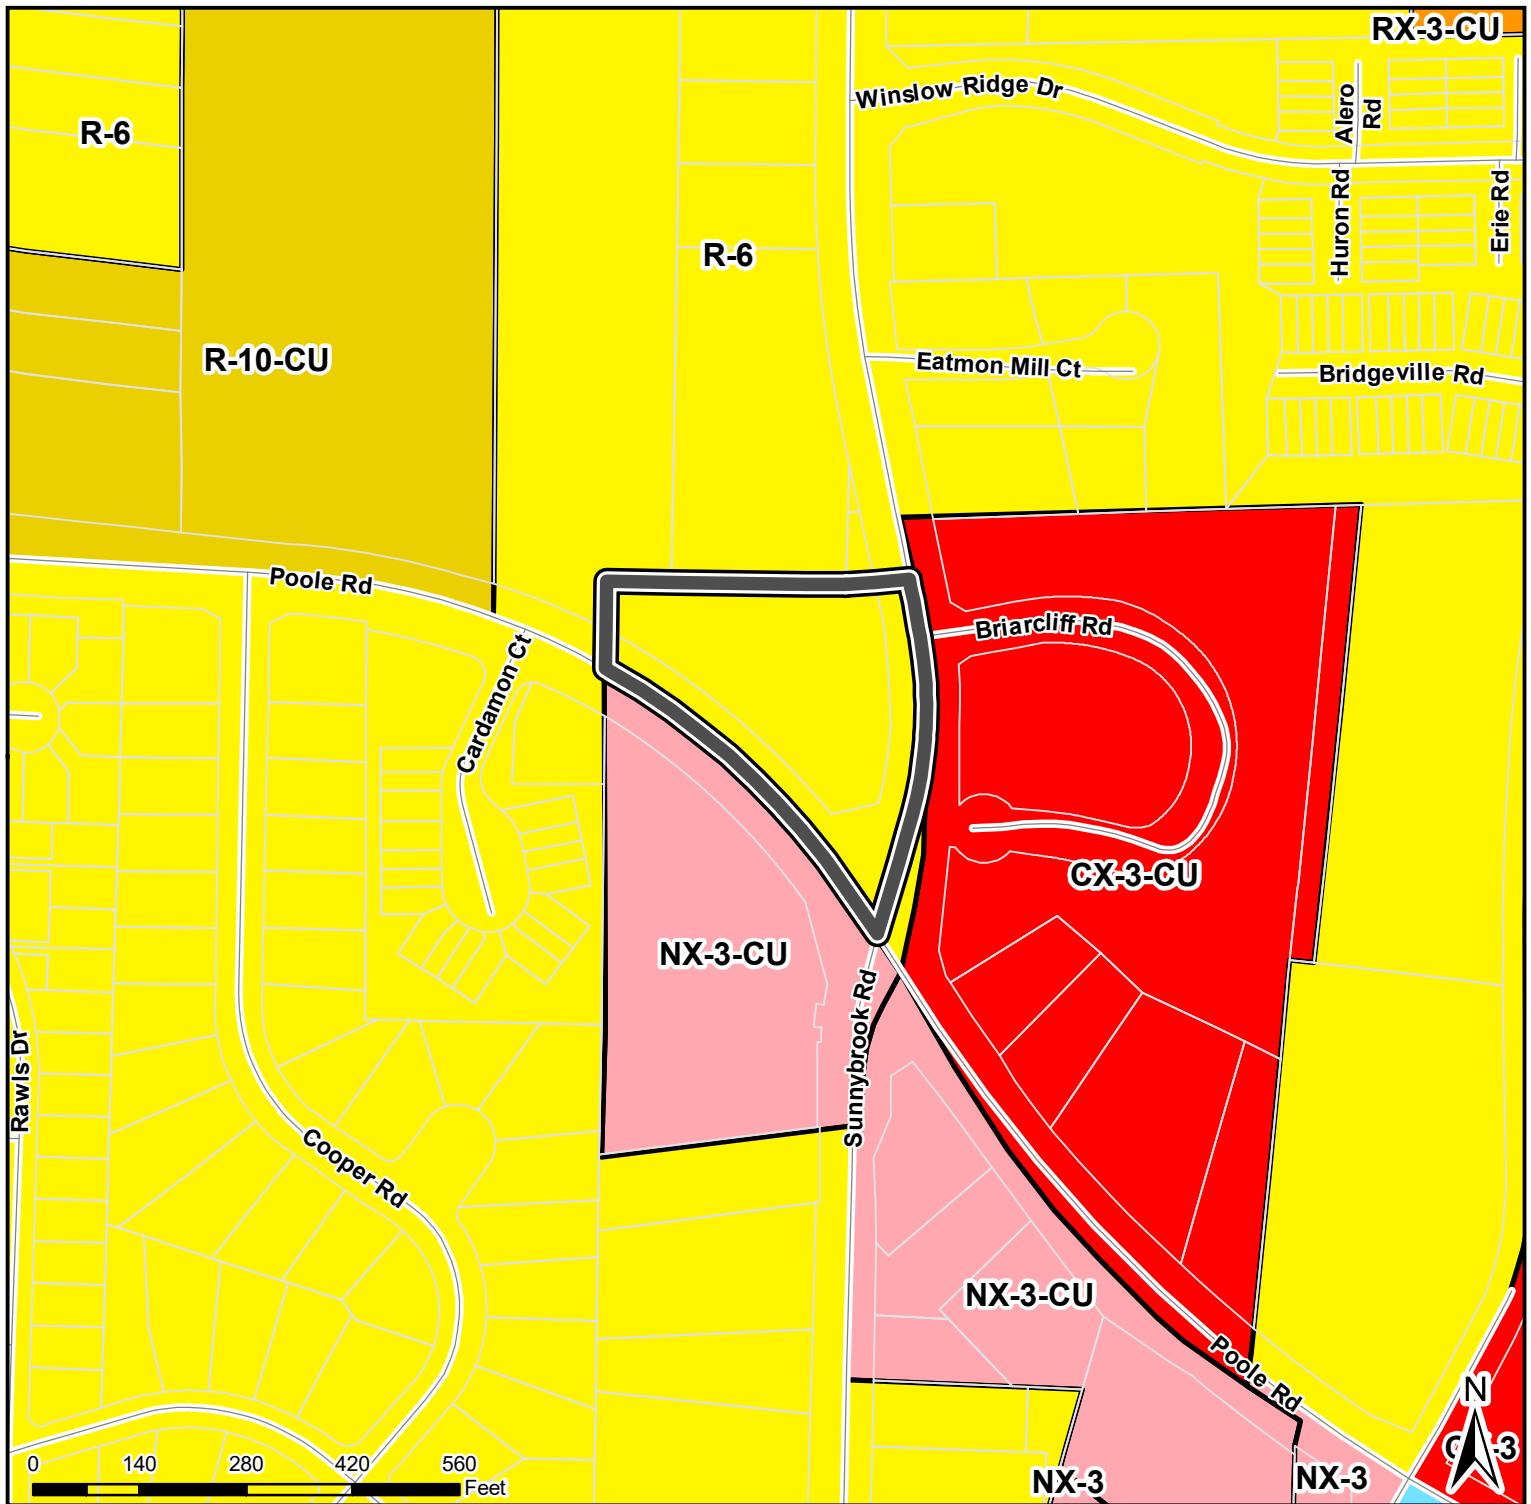 RX-3-CU
Winslow Ridge Dr
Alero
Rd
R-6
Huron Rd
Erie Rd
R-6
R-10-CU
Eatmon Mill Ct
Bridgeville Rd
Poole Rd
Briarcliff Rd
Cardamon Ct
CX-3-CU
NX-3-CU
Sunnybrook Rd
Rawls Dr
Cooper Rd
NX-3-CU
Poole Rd
N
0 140 280 420 560
Feet
NX-3
NX-3